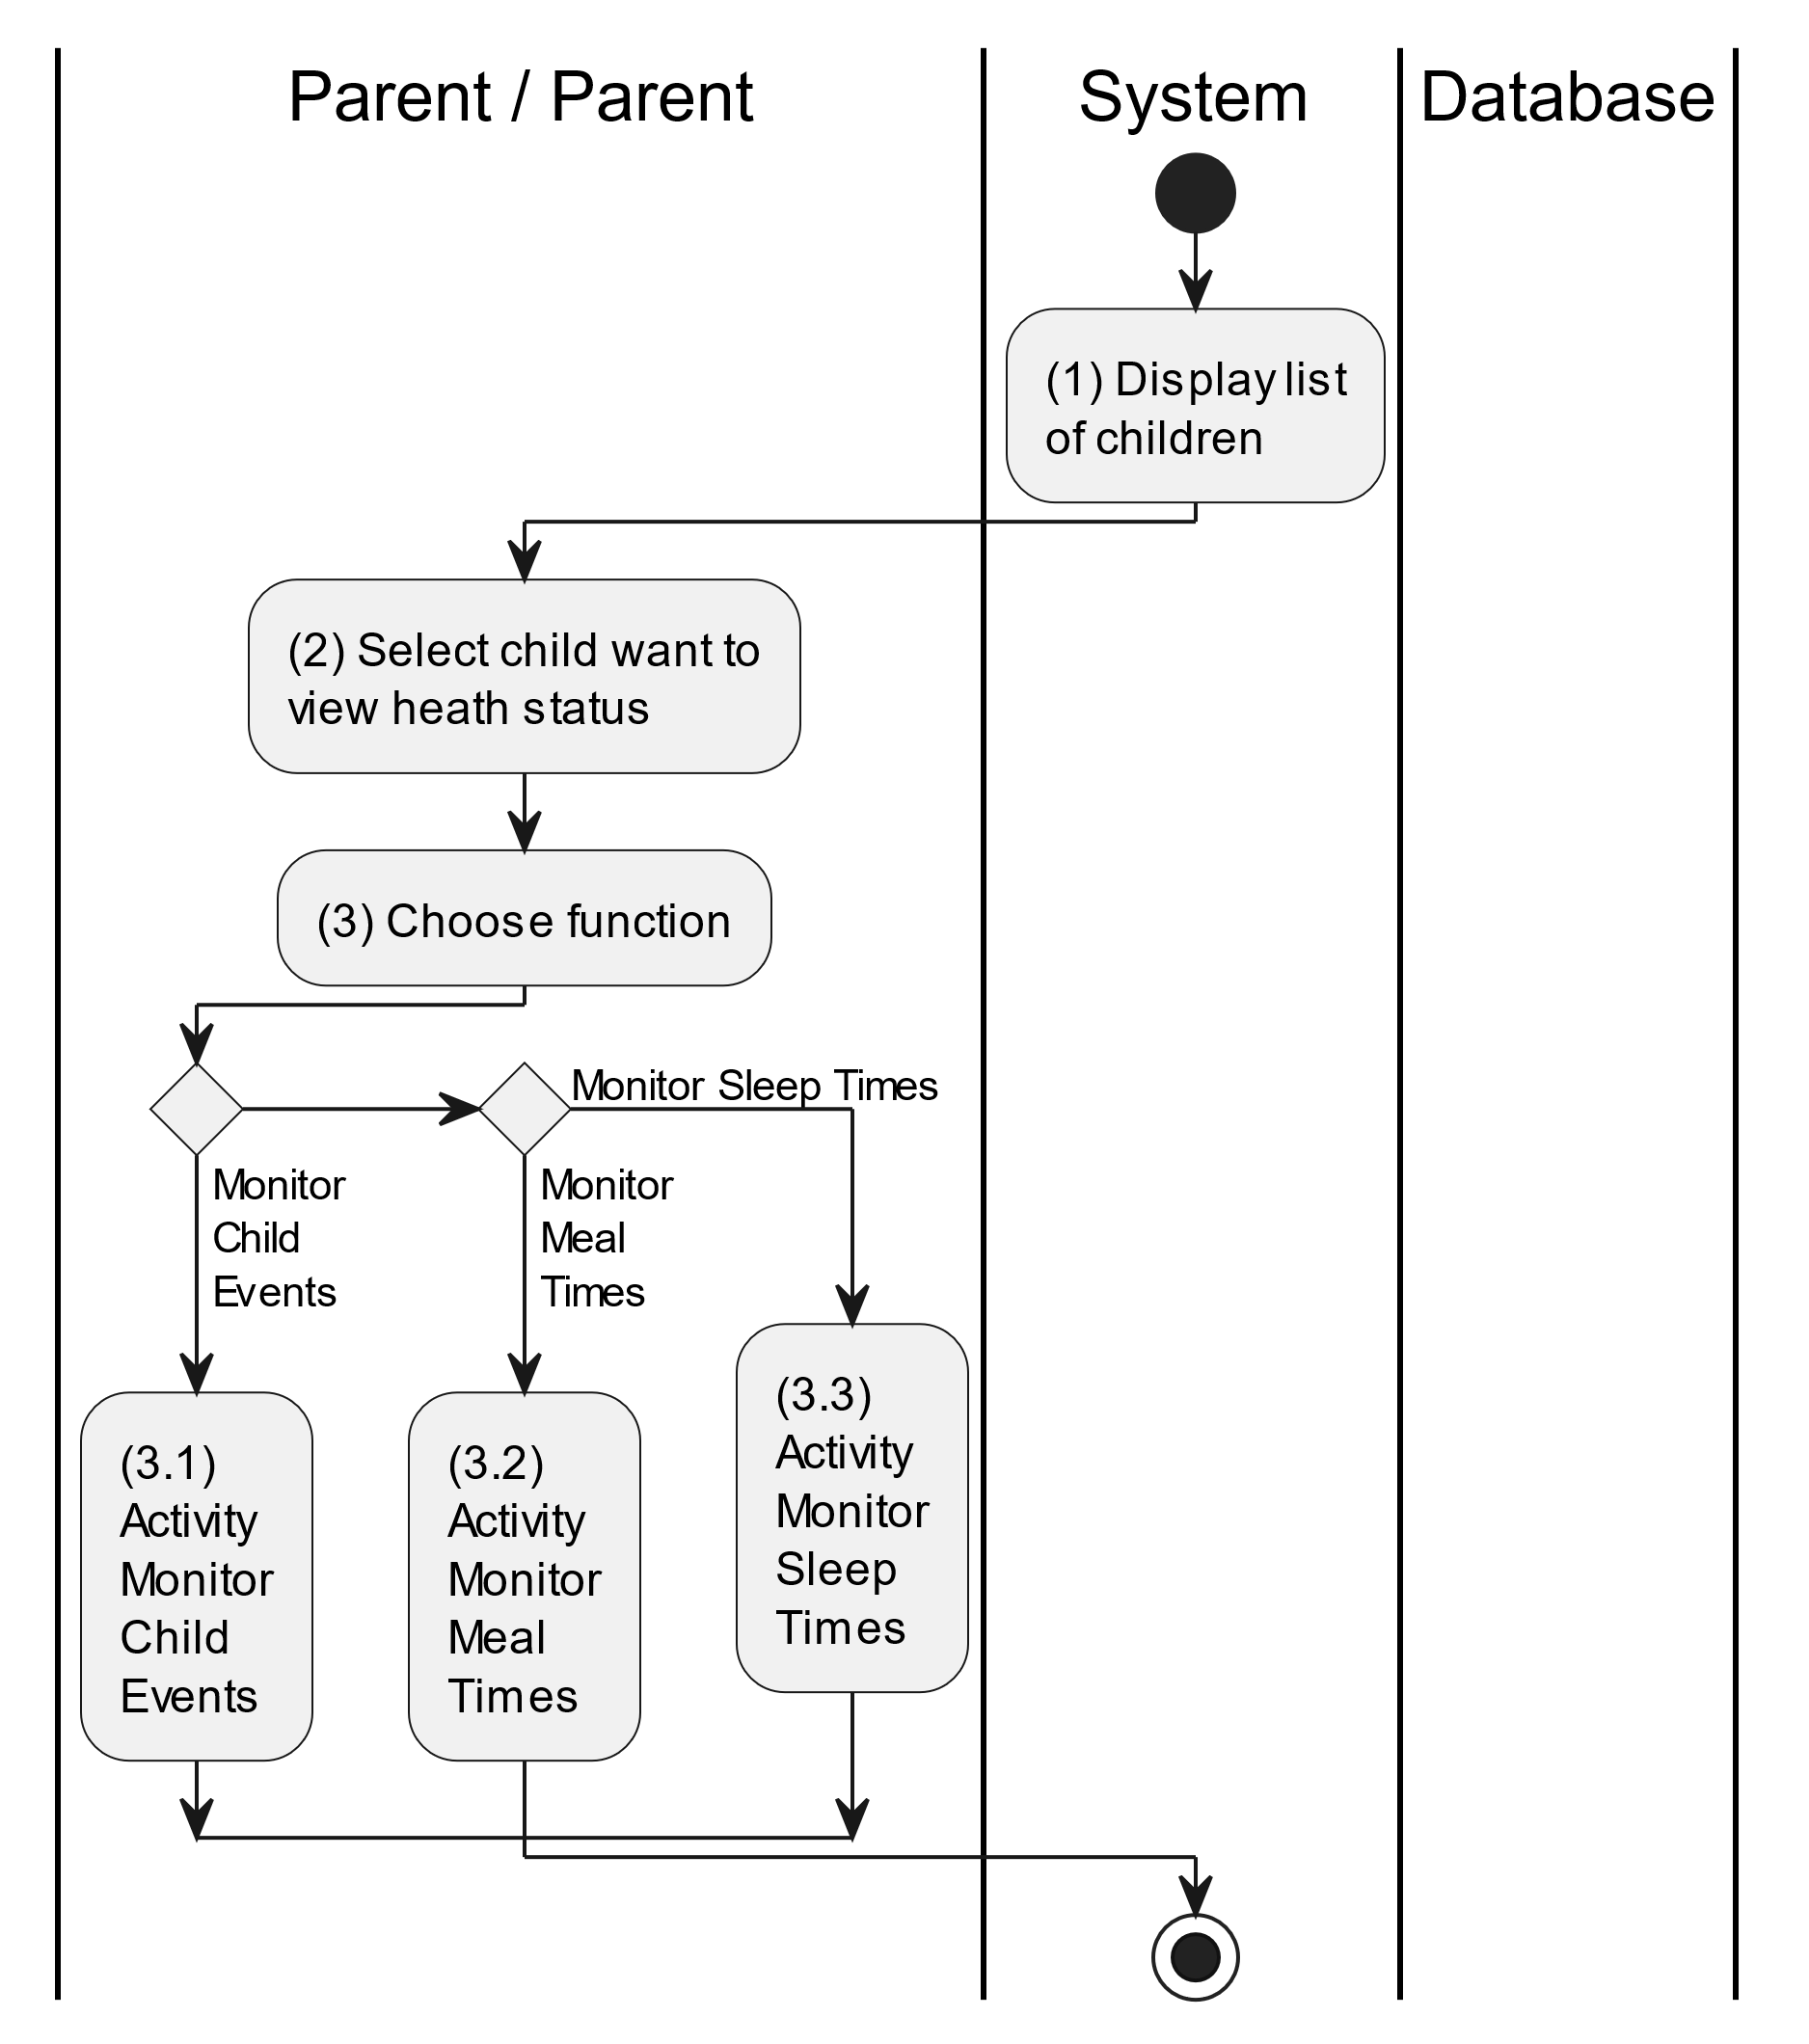 Parent / Parent
System
Database
(1) Display list
of children
(2) Select child want to
view heath status
(3) Choose function
Monitor Sleep Times
Monitor
Child
Events
Monitor
Meal
Times
(3.1)
Activity
Monitor
Child
Events
(3.2)
Activity
Monitor
Meal
Times
(3.3)
Activity
Monitor
Sleep
Times